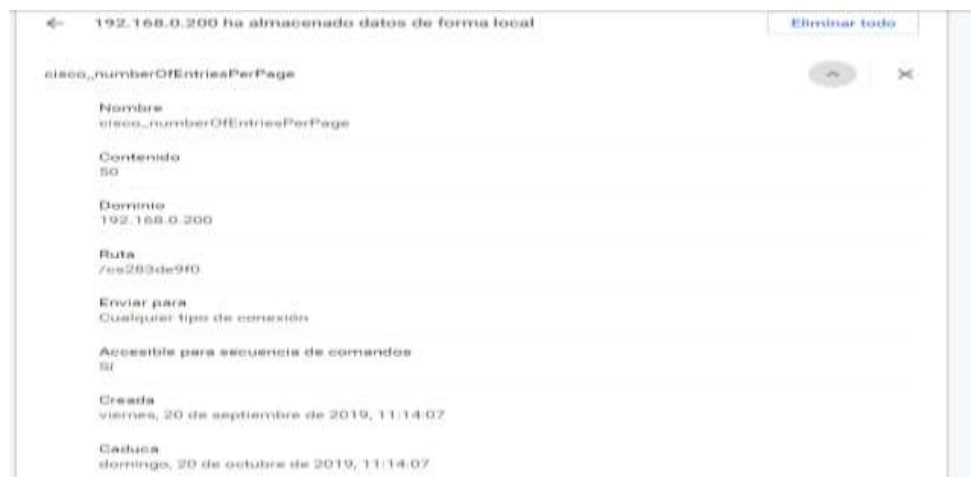 192.168.0.200 ha almacenado datos de forma local
Eliminar todo
cisco_numberOfEntriesPerPage
Nombre
cisco_numberOfEntriesPerPage
Contenido
50
Dominio
192.168.0.200
Ruta
/cs283de9f0
Enviar para
Cualquier tipo de conexión
Accesible para secuencia de comandos
Sí
Creada
viernes, 20 de septiembre de 2019, 11:14:07
Caduca
domingo, 20 de octubre de 2019, 11:14:07